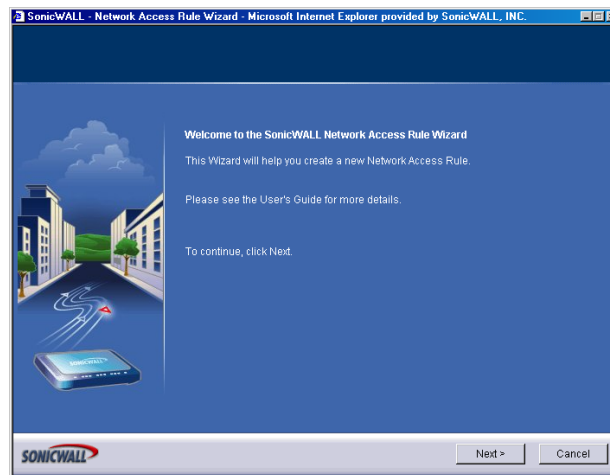 SonicWALL - Network Access Rule Wizard - Microsoft Internet Explorer provided by SonicWALL, INC.
Welcome to the SonicWALL Network Access Rule Wizard
This Wizard will help you create a new Network Access Rule.
Please see the User's Guide for more details.
To continue, click Next.
SONICWALL
SONICWALL
Next >
Cancel